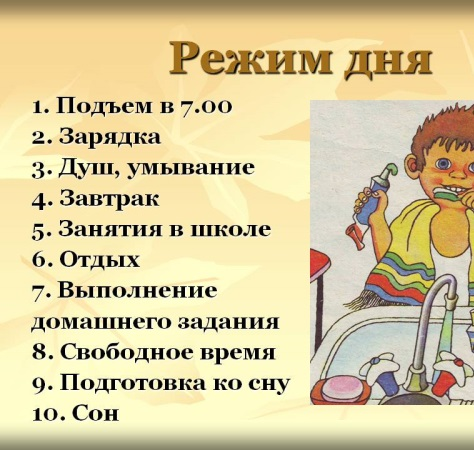 Режим дня
1. Подъем в 7.00
2. Зарядка
3. Душ, умывание
4. Завтрак
5. Занятия в школе
6. Отдых
7. Выполнение
домашнего задания
8. Свободное время
9. Подготовка ко сну
10. Сон